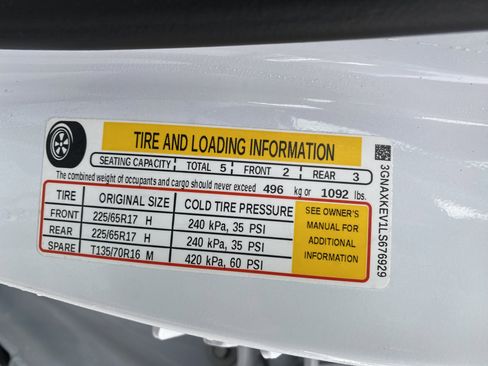 TIRE AND LOADING INFORMATION
SEATING CAPACITY TOTAL 5 FRONT 2 REAR 3
The combined weight of occupants and cargo should never exceed 496 kg or 1092 lbs.
TIRE ORIGINAL SIZE COLD TIRE PRESSURE
FRONT 225/65R17 H 240 kPa, 35 PSI
REAR 225/65R17 H 240 kPa, 35 PSI
SPARE T135/70R16 M 420 kPa, 60 PSI
SEE OWNER'S
MANUAL FOR
ADDITIONAL
INFORMATION
3GNAXKEV1LS676929